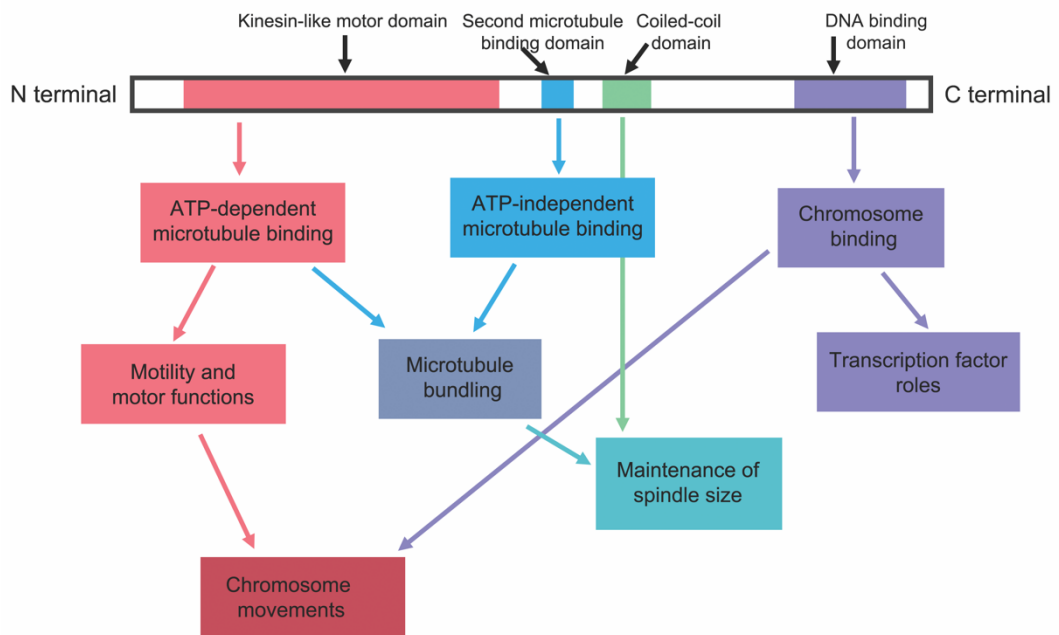 Kinesin-like motor domain
Second microtubule
binding domain
Coiled-coil
domain
DNA binding
domain
N terminal
C terminal
ATP-dependent
microtubule binding
ATP-independent
microtubule binding
Chromosome
binding
Motility and
motor functions
Microtubule
bundling
Transcription factor
roles
Maintenance of
spindle size
Chromosome
movements